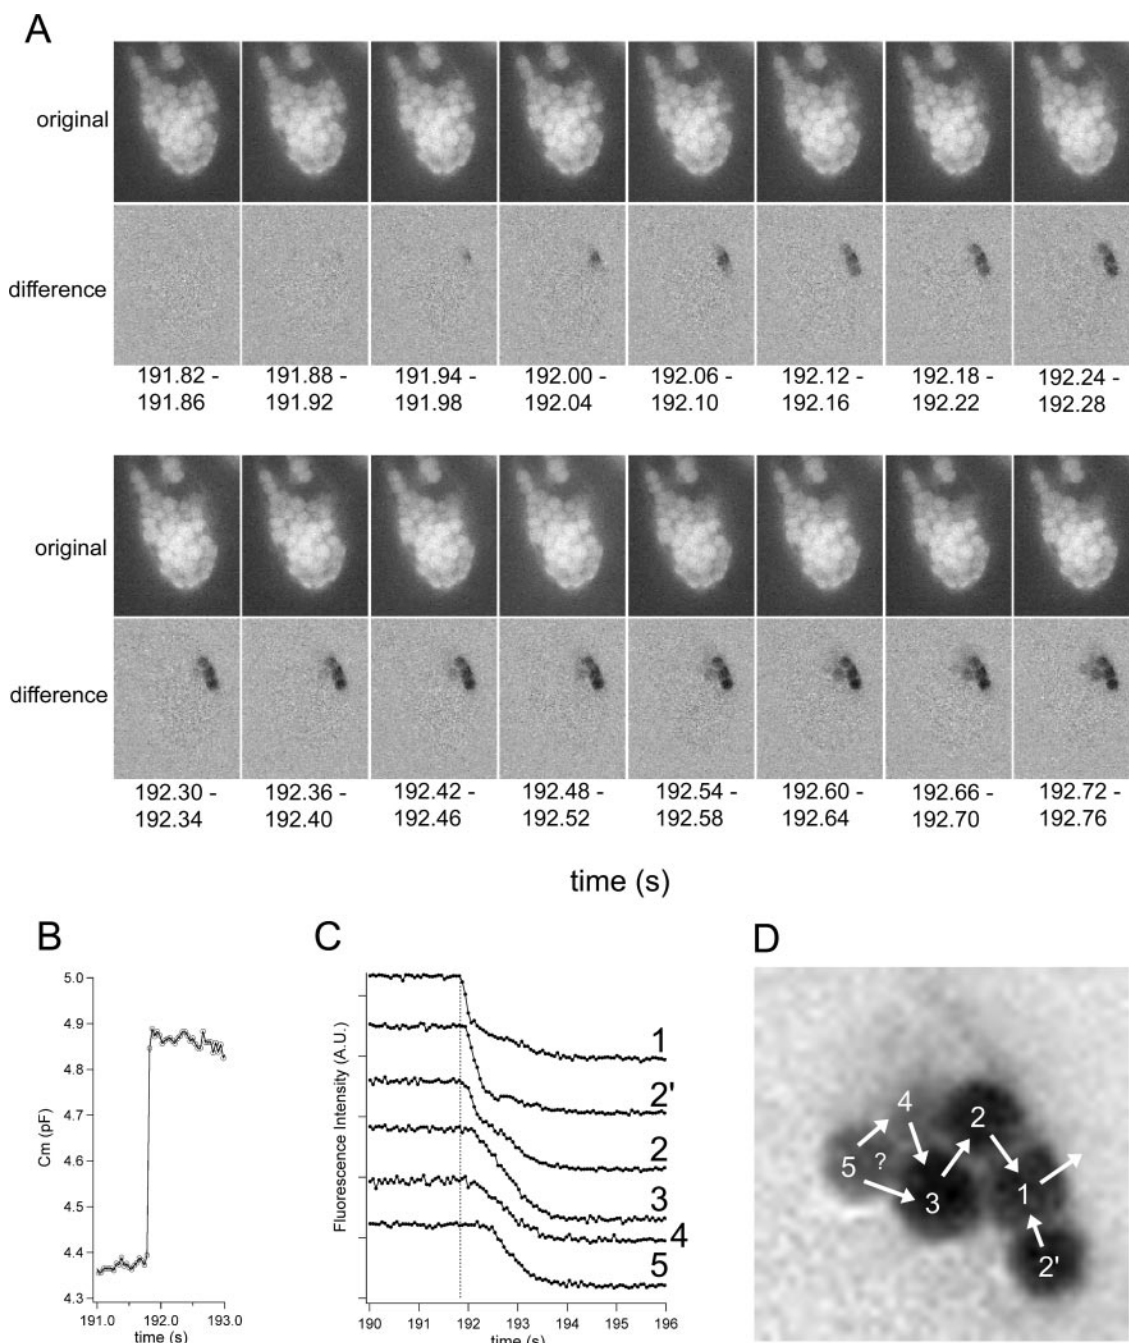 A
original
difference
191.82 - 191.88 - 191.94 - 192.00 - 192.06 - 192.12 - 192.18 - 192.24 -
191.86 191.92 191.98 192.04 192.10 192.16 192.22 192.28
original
difference
192.30 - 192.36 - 192.42 - 192.48 - 192.54 - 192.60 - 192.66 - 192.72 -
192.34 192.40 192.46 192.52 192.58 192.64 192.70 192.76
time (s)
B
5.0
4.9
4.8
4.7
4.6
4.5
4.4
4.3
Cm (pF)
191.0 192.0 193.0
time (s)
C
Fluorescence Intensity (A.U.)
1
2'
2
3
4
5
190 191 192 193 194 195 196
time (s)
D
4 2
5 ?
3 1
2'